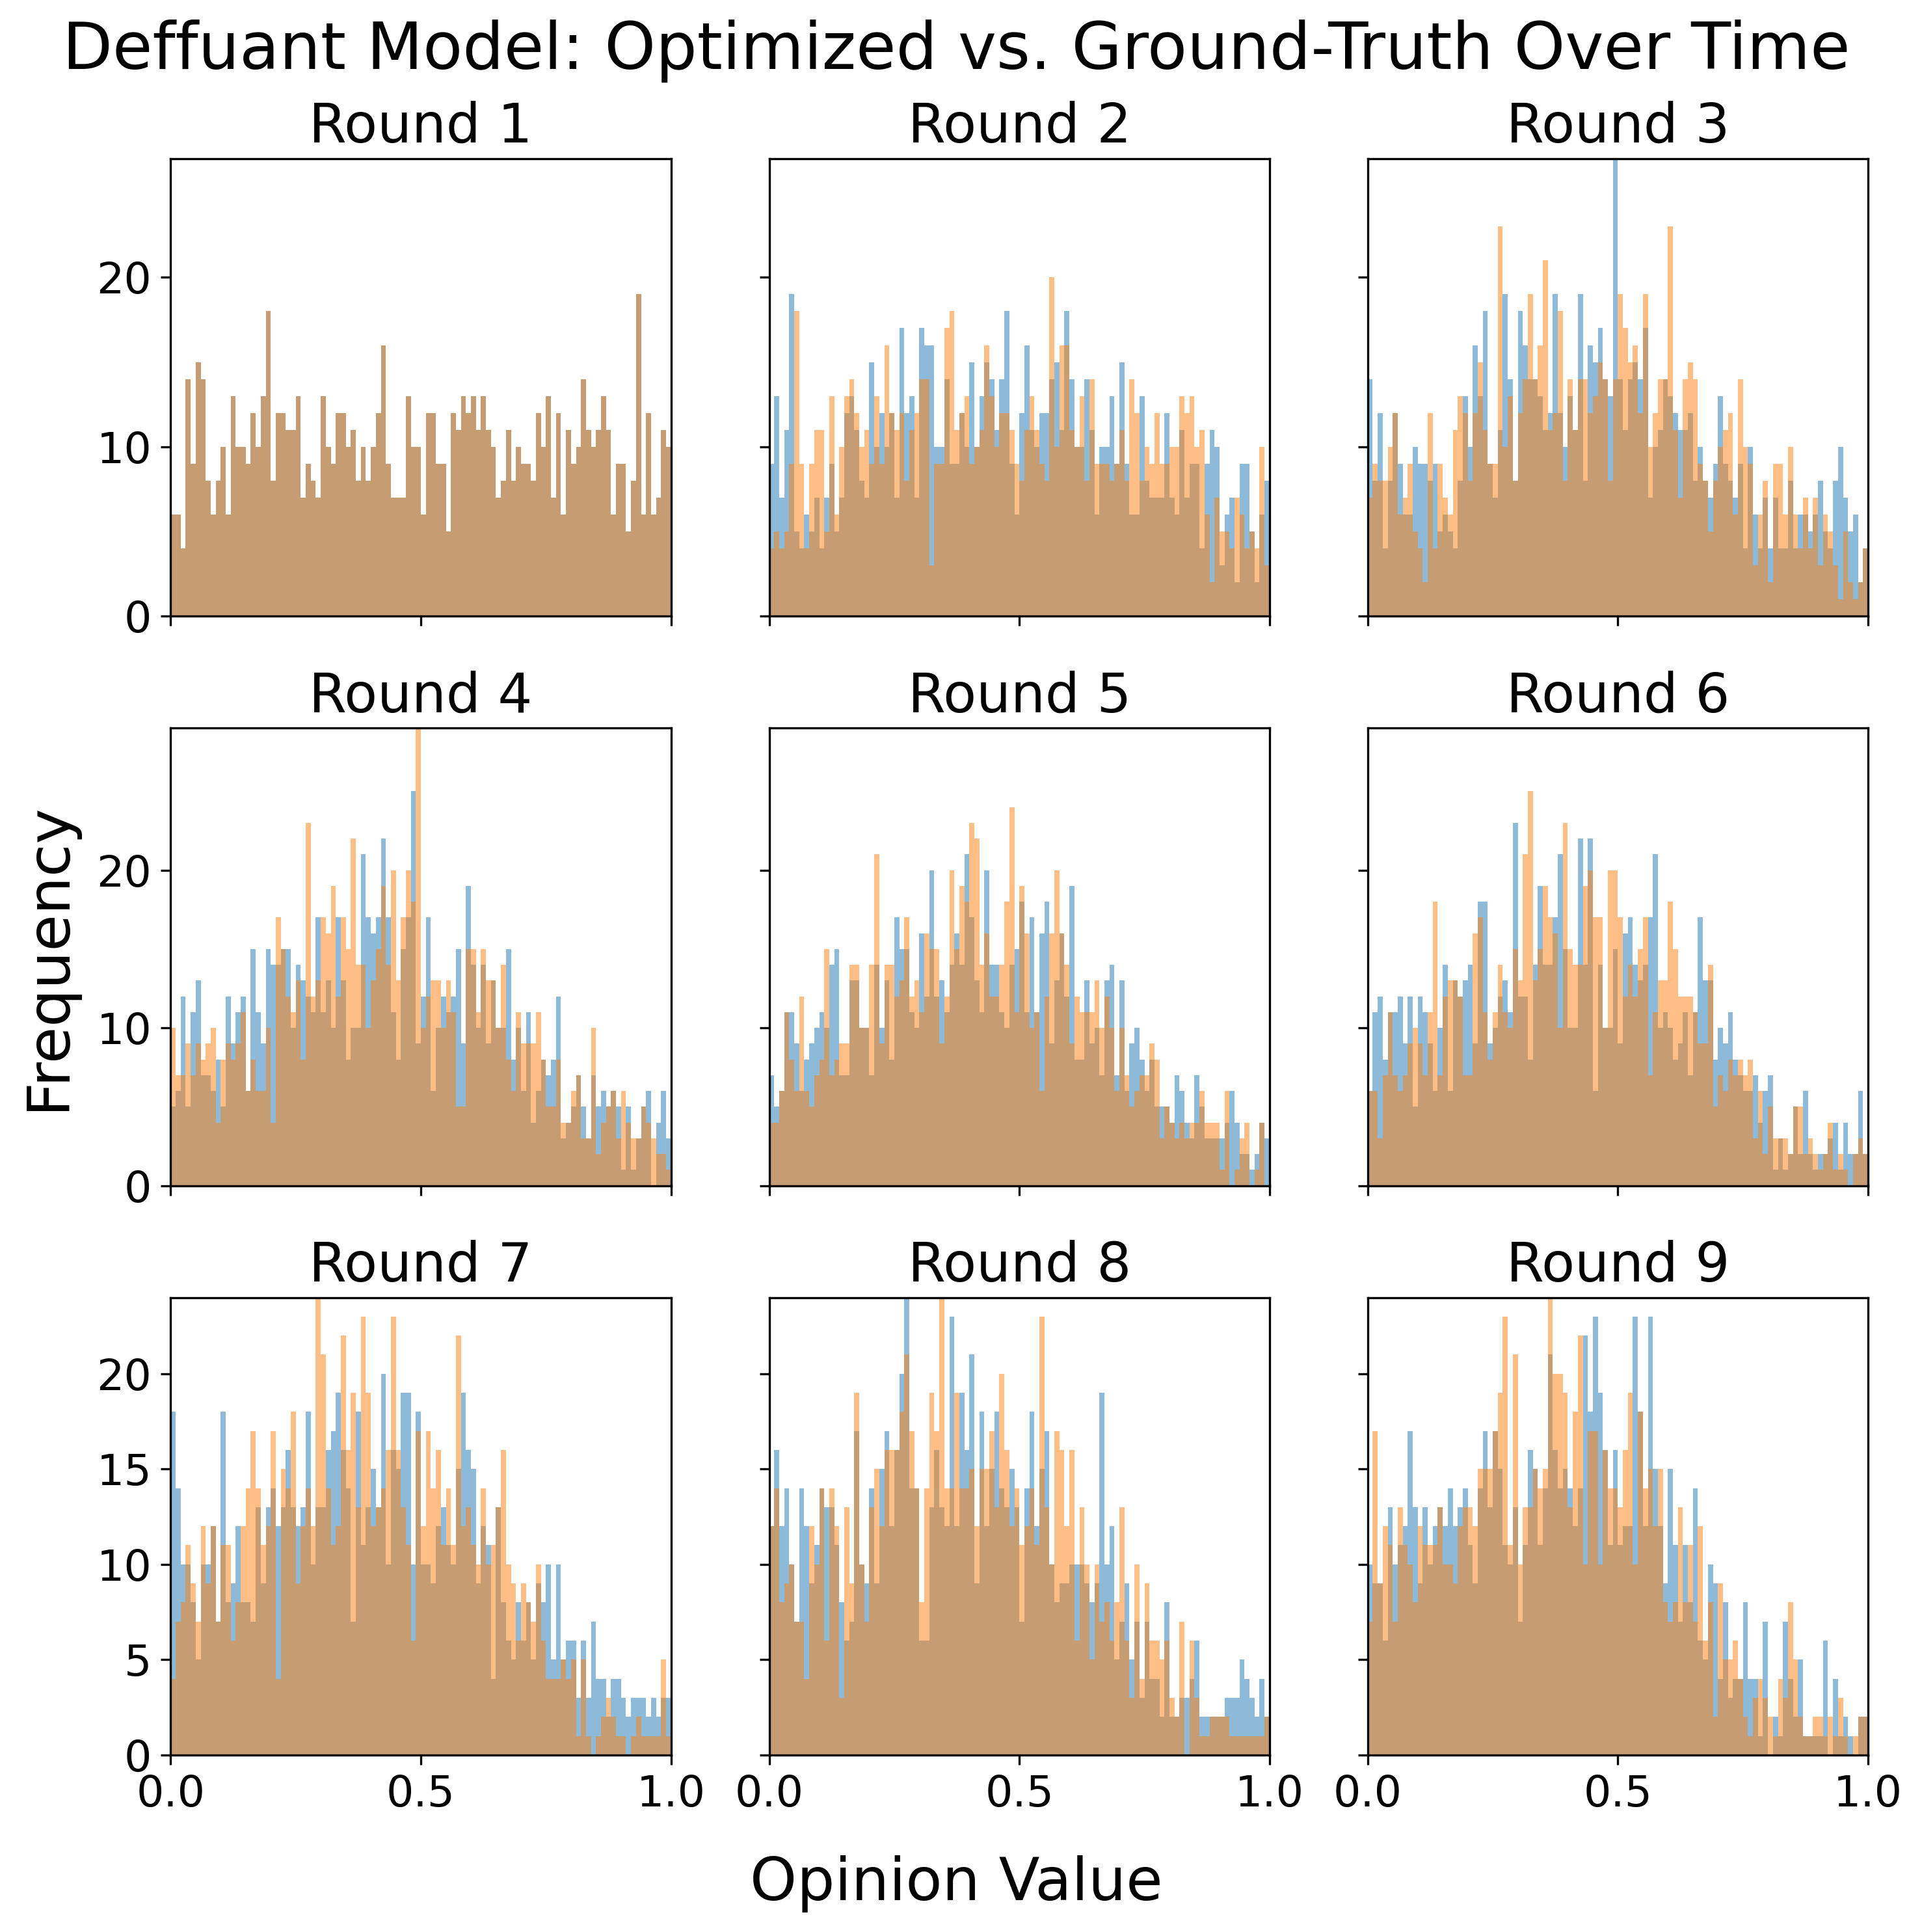 Deffuant Model: Optimized vs. Ground-Truth Over Time
Round 1
Round 2
Round 3
20
10
0
Round 4
Round 5
Round 6
20
10
0
Frequency
Round 7
Round 8
Round 9
20
15
10
5
0
0.0 0.5 1.0 0.0 0.5 1.0 0.0 0.5 1.0
Opinion Value